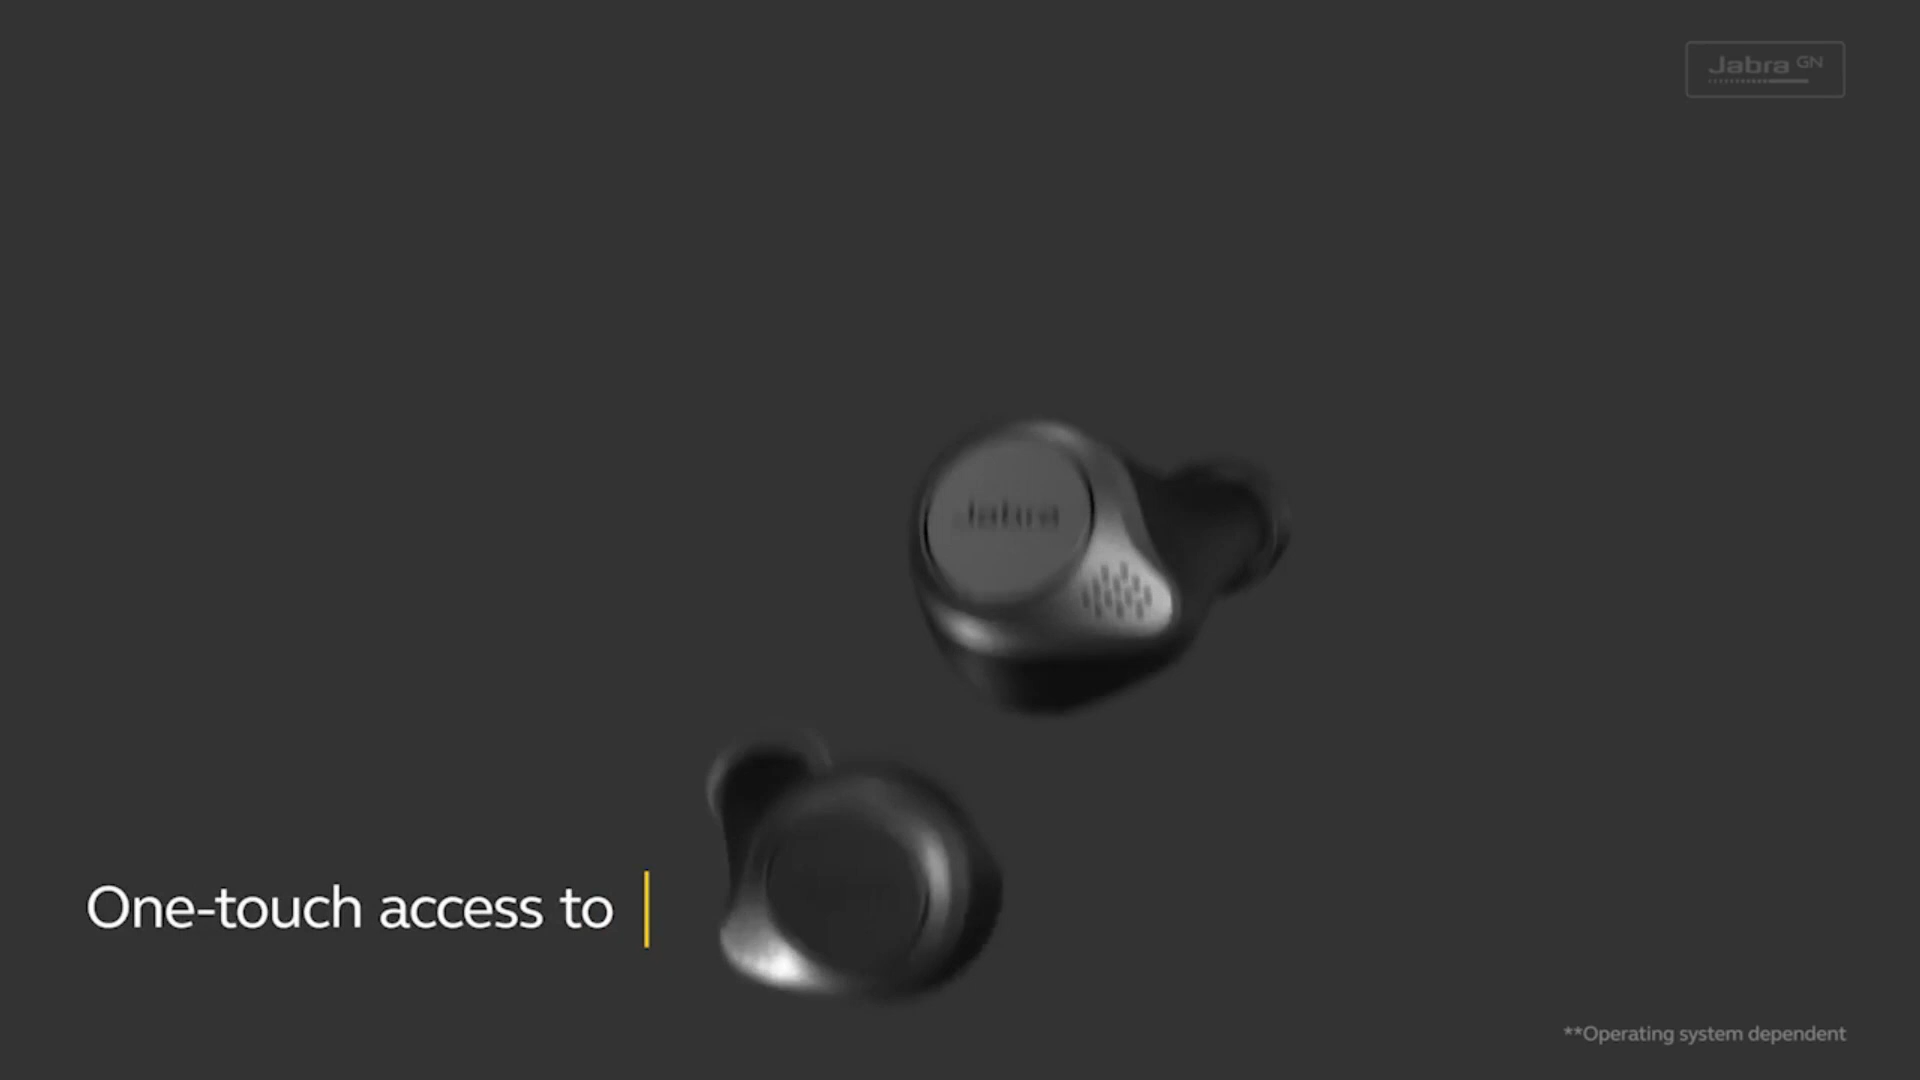 Jabra GN
Jabra
One-touch access to
**Operating system dependent